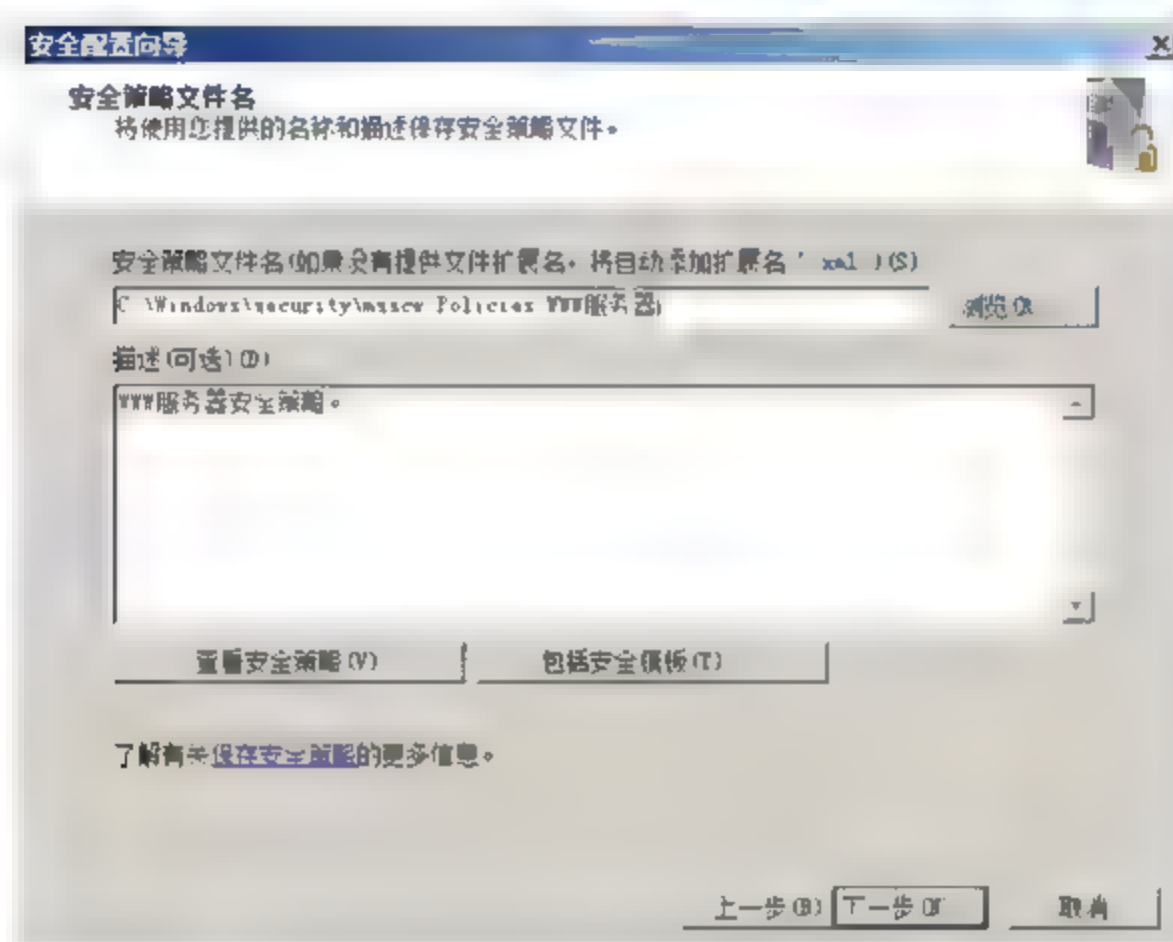 安全配置向导
安全策略文件名
将使用您提供的名称和描述保存安全策略文件。
安全策略文件名(如果没有提供文件扩展名，将自动添加扩展名 '.xml')(S)
C:\Windows\security\msscw\Policies\WWW服务器
浏览(R)
描述(可选)(D)
WWW服务器安全策略。
查看安全策略(V) 包括安全模板(T)
了解有关保存安全策略的更多信息。
上一步(B) 下一步(N) 取消